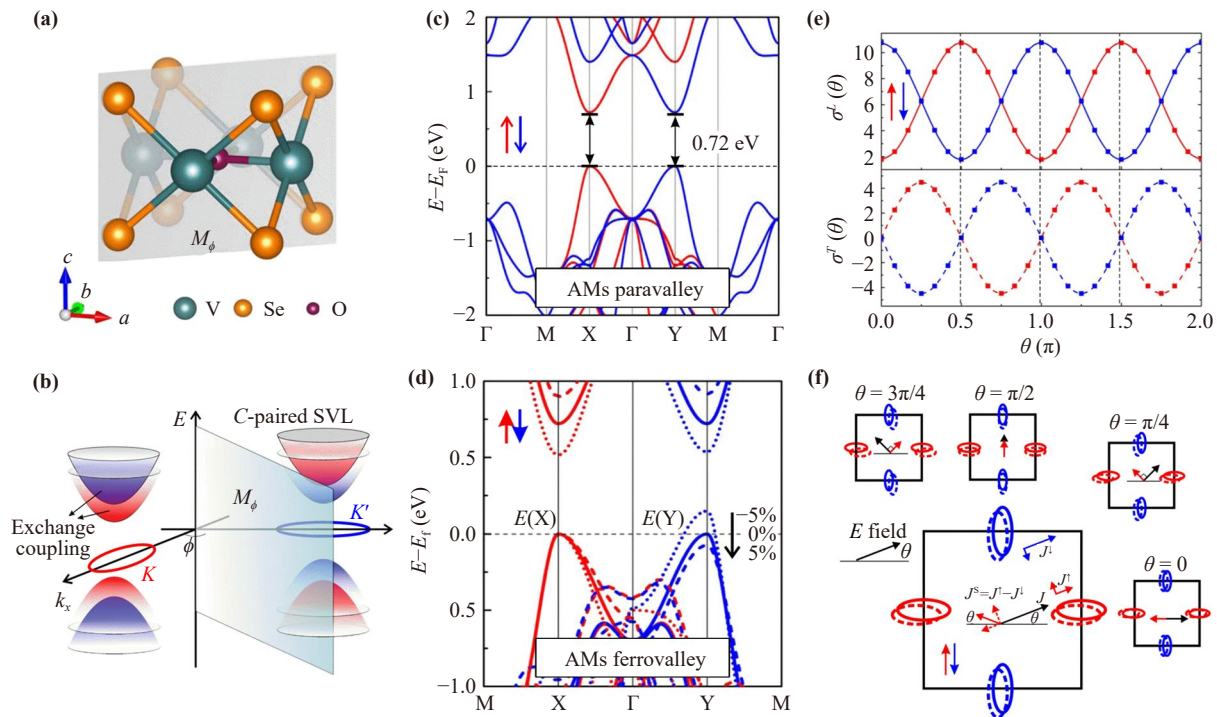 (a)
M_ϕ
c
b
a
V
Se
O
(b)
E
C-paired SVL
M_ϕ
K′
Exchange
coupling
ϕ
K
k_x
(c)
2
1
0
−1
−2
E−E_F (eV)
0.72 eV
AMs paravalley
Γ M X Γ Y M Γ
(d)
1.0
0.5
0.0
−0.5
−1.0
E−E_f (eV)
E(X)
E(Y)
−5%
0%
5%
AMs ferrovalley
M X Γ Y M
(e)
10
8
6
4
2
σ^L (θ)
4
2
0
−2
−4
σ^T (θ)
0.0 0.5 1.0 1.5 2.0
θ (π)
(f)
θ = 3π/4
θ = π/2
θ = π/4
E field
θ
J^↓
J^s=J^↑−J^↓
J
J^↑
θ
θ
θ = 0